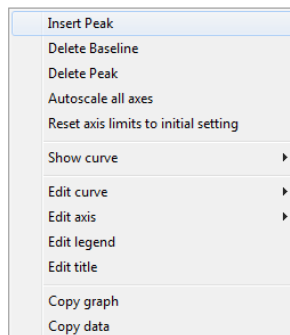 Insert Peak
Delete Baseline
Delete Peak
Autoscale all axes
Reset axis limits to initial setting
Show curve
Edit curve
Edit axis
Edit legend
Edit title
Copy graph
Copy data